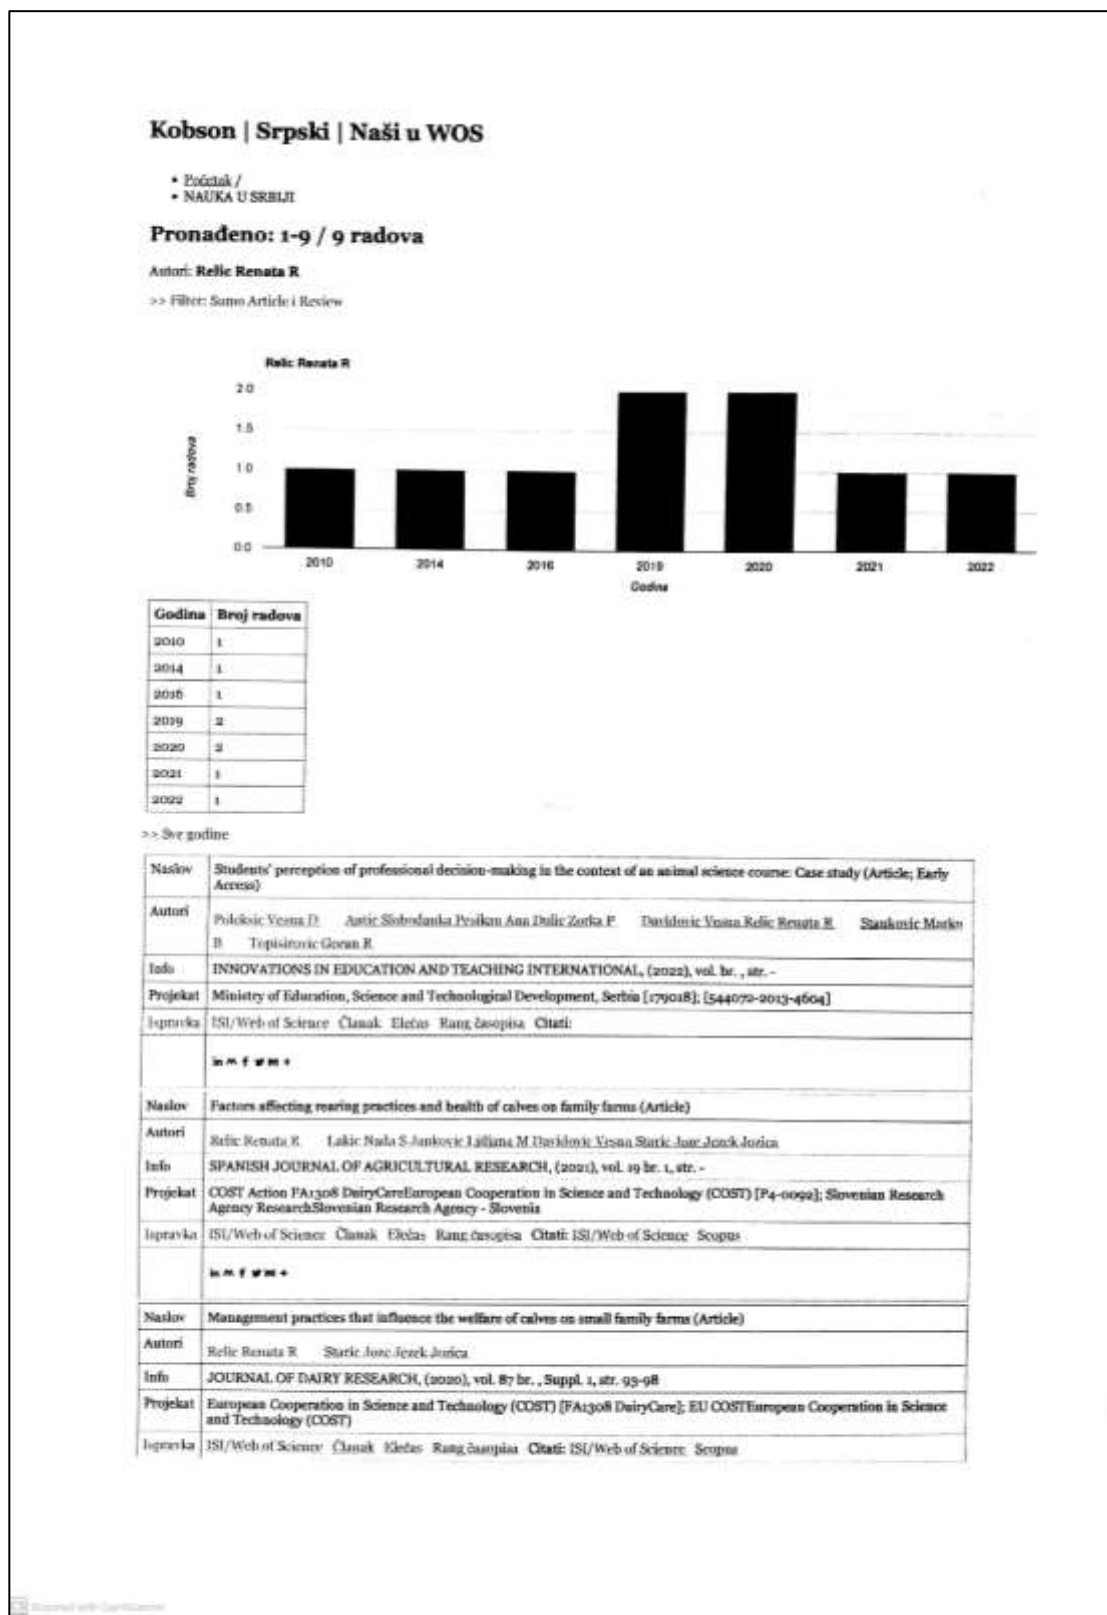 Kobson | Srpski | Naši u WOS
• Početak /
• NAUKA U SRBIJI
Pronađeno: 1-9 / 9 radova
Autori: Relic Renata R
>> Filter: Samo Article i Review
Relic Renata R
2.0
1.5
1.0
0.5
0.0
Broj radova
2010 2014 2016 2019 2020 2021 2022
Godina
Godina Broj radova
2010 1
2014 1
2016 1
2019 2
2020 2
2021 1
2022 1
>> Sve godine
Naslov Students' perception of professional decision-making in the context of an animal science course: Case study (Article; Early
Access)
Autori Poleksic Vesna D Antic Slobodanka Pesikan Ana Dulic Zorka P Davidovic Vesna Relic Renata R Stankovic Marko
B Topisirovic Goran R
Info INNOVATIONS IN EDUCATION AND TEACHING INTERNATIONAL, (2022), vol. br. , str. -
Projekat Ministry of Education, Science and Technological Development, Serbia [179018]; [544072-2013-4604]
Ispravka ISI/Web of Science Članak Elečas Rang časopisa Citati:
Naslov Factors affecting rearing practices and health of calves on family farms (Article)
Autori Relic Renata R Lakic Nada S Jankovic Ljiljana M Davidovic Vesna Staric Joze Jezek Jozica
Info SPANISH JOURNAL OF AGRICULTURAL RESEARCH, (2021), vol. 19 br. 1, str. -
Projekat COST Action FA1308 DairyCareEuropean Cooperation in Science and Technology (COST) [P4-0092]; Slovenian Research
Agency ResearchSlovenian Research Agency - Slovenia
Ispravka ISI/Web of Science Članak Elečas Rang časopisa Citati: ISI/Web of Science Scopus
Naslov Management practices that influence the welfare of calves on small family farms (Article)
Autori Relic Renata R Staric Joze Jezek Jozica
Info JOURNAL OF DAIRY RESEARCH, (2020), vol. 87 br. , Suppl. 1, str. 93-98
Projekat European Cooperation in Science and Technology (COST) [FA1308 DairyCare]; EU COSTEuropean Cooperation in Science
and Technology (COST)
Ispravka ISI/Web of Science Članak Elečas Rang časopisa Citati: ISI/Web of Science Scopus
Scanned with CamScanner